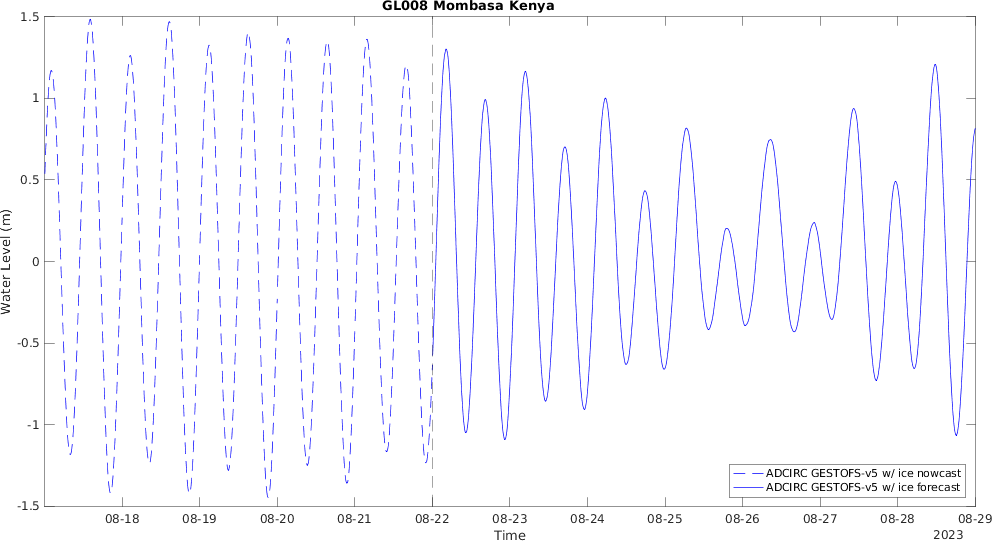 GL008 Mombasa Kenya
Water Level (m)
1.5
1
0.5
0
-0.5
-1
-1.5
ADCIRC GESTOFS-v5 w/ ice nowcast
ADCIRC GESTOFS-v5 w/ ice forecast
08-18 08-19 08-20 08-21 08-22 08-23 08-24 08-25 08-26 08-27 08-28 08-29
Time
2023